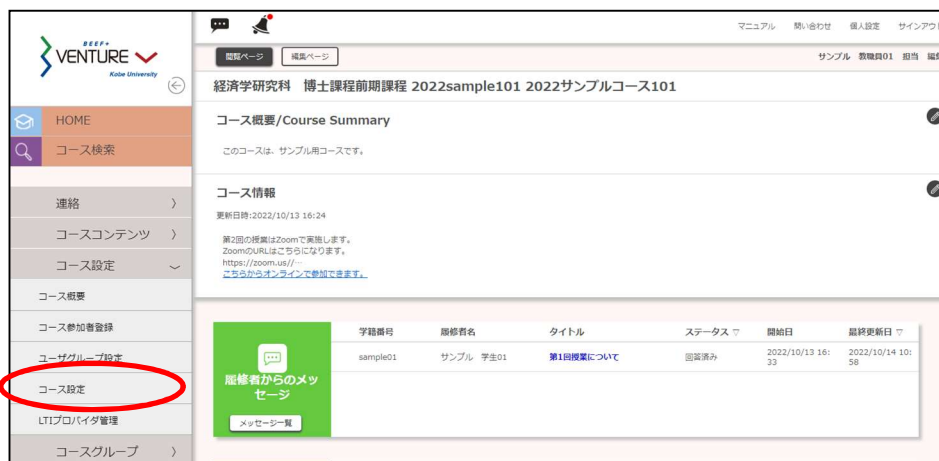 BEEF+
VENTURE
Kobe University
マニュアル 問い合わせ 個人設定 サインアウト
閲覧ページ 編集ページ
サンプル 教職員01 担当 編集
経済学研究科 博士課程前期課程 2022sample101 2022サンプルコース101
HOME
コース検索
連絡
コースコンテンツ
コース設定
コース概要
コース参加者登録
ユーザグループ設定
コース設定
LTIプロバイダ管理
コースグループ
コース概要/Course Summary
このコースは、サンプル用コースです。
コース情報
更新日時:2022/10/13 16:24
第2回の授業はZoomで実施します。
ZoomのURLはこちらになります。
https://zoom.us//…
こちらからオンラインで参加できます。
履修者からのメッ
セージ
メッセージ一覧
学籍番号 履修者名 タイトル ステータス ▽ 開始日 最終更新日 ▽
sample01 サンプル 学生01 第1回授業について 回答済み 2022/10/13 16: 2022/10/14 10:
33 58